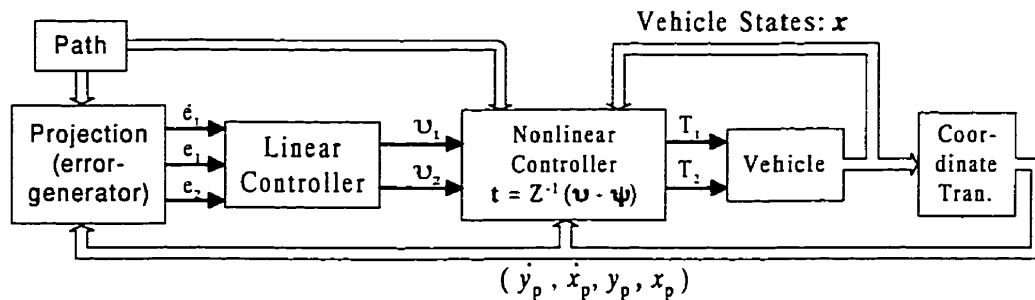 Vehicle States: x
Path
ė₁
e₁
e₂
Projection
(error-
generator)
Linear
Controller
υ₁
υ₂
Nonlinear
Controller
t = Z⁻¹ (υ - ψ)
T₁
T₂
Vehicle
Coor-
dinate
Tran.
( ẏₚ, ẋₚ, yₚ, xₚ )